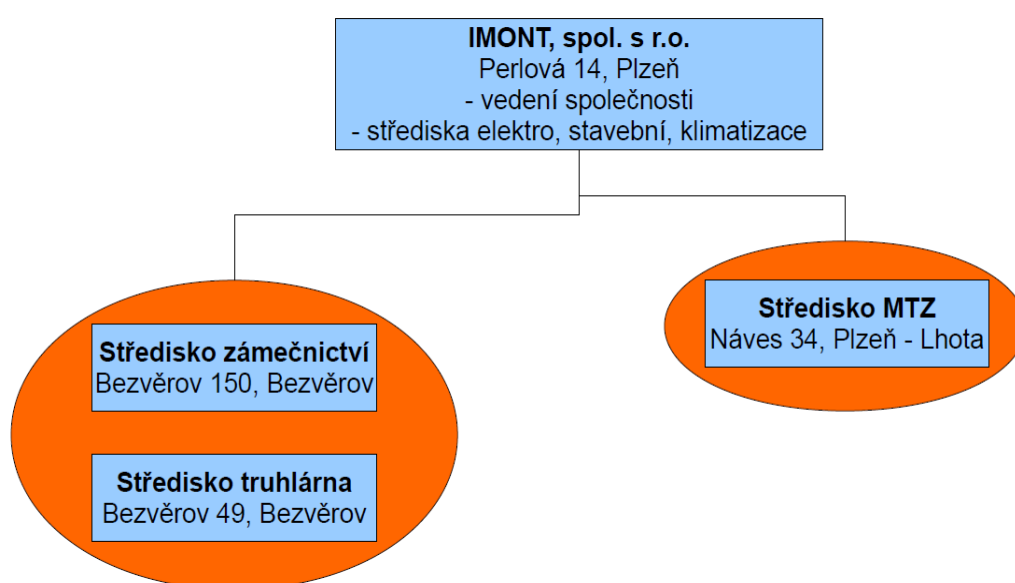 IMONT, spol. s r.o.
Perlová 14, Plzeň
- vedení společnosti
- střediska elektro, stavební, klimatizace
Středisko zámečnictví
Bezvěrov 150, Bezvěrov
Středisko truhlárna
Bezvěrov 49, Bezvěrov
Středisko MTZ
Náves 34, Plzeň - Lhota